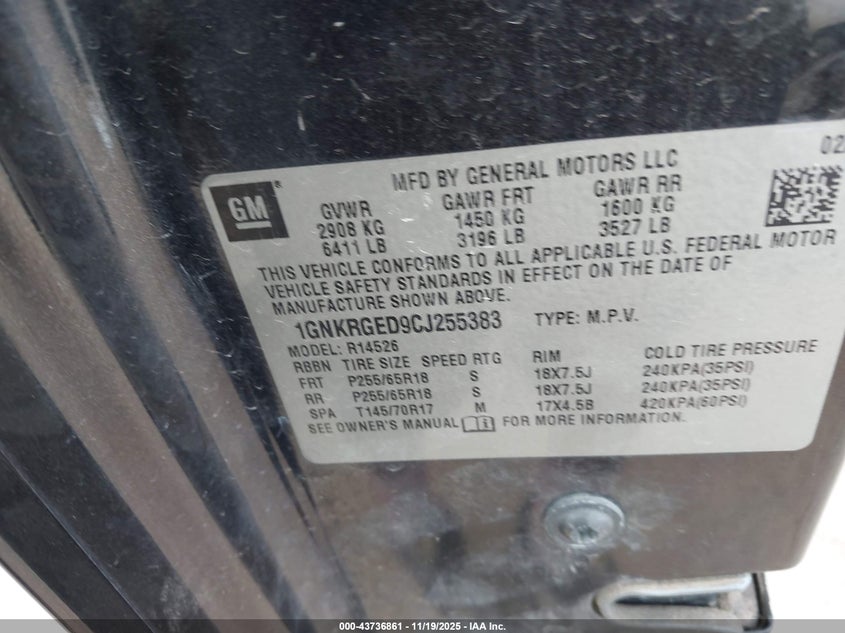 MFD BY GENERAL MOTORS LLC
02
GM®
GVWR GAWR FRT GAWR RR
2908 KG 1450 KG 1600 KG
6411 LB 3196 LB 3527 LB
THIS VEHICLE CONFORMS TO ALL APPLICABLE U.S. FEDERAL MOTOR
VEHICLE SAFETY STANDARDS IN EFFECT ON THE DATE OF
MANUFACTURE SHOWN ABOVE.
1GNKRGED9CJ255383 TYPE: M.P.V.
MODEL: R14526
RBBN TIRE SIZE SPEED RTG RIM COLD TIRE PRESSURE
FRT P255/65R18 S 18X7.5J 240KPA(35PSI)
RR P255/65R18 S 18X7.5J 240KPA(35PSI)
SPA T145/70R17 M 17X4.5B 420KPA(60PSI)
SEE OWNER'S MANUAL FOR MORE INFORMATION.
000-43736861 - 11/19/2025 - IAA Inc.